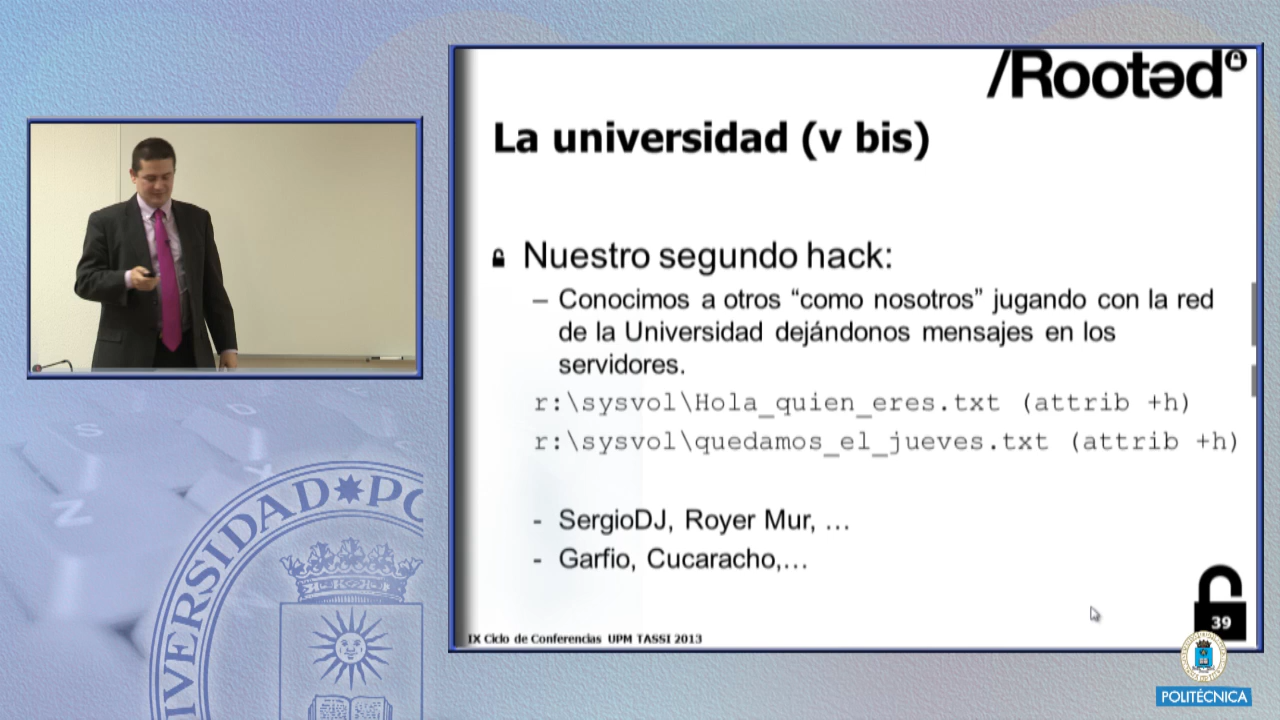 /Rootəd
La universidad (v bis)
Nuestro segundo hack:
– Conocimos a otros “como nosotros” jugando con la red
de la Universidad dejándonos mensajes en los
servidores.
r:\sysvol\Hola_quien_eres.txt (attrib +h)
r:\sysvol\quedamos_el_jueves.txt (attrib +h)
- SergioDJ, Royer Mur, …
- Garfio, Cucaracho,…
39
IX Ciclo de Conferencias UPM TASSI 2013
POLITÉCNICA